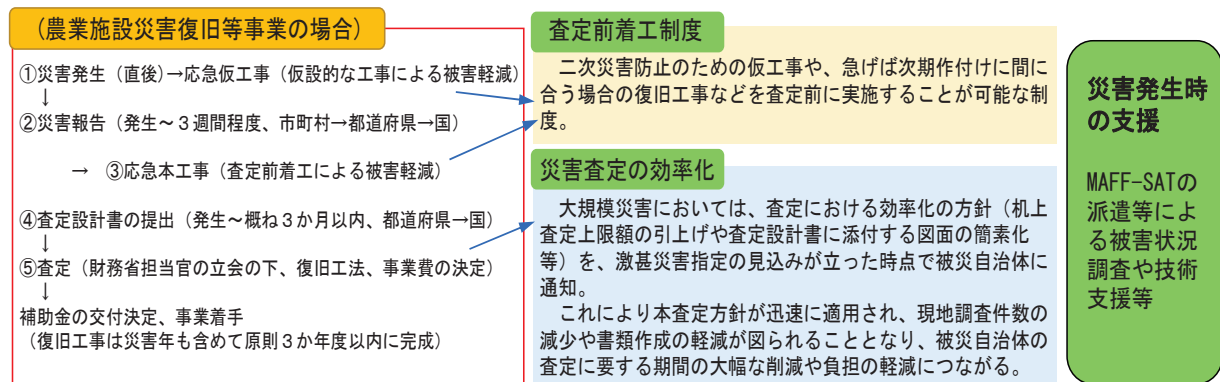 (農業施設災害復旧等事業の場合)
①災害発生（直後）→応急仮工事（仮設的な工事による被害軽減）
↓
②災害報告（発生～３週間程度、市町村→都道府県→国）
→ ③応急本工事（査定前着工による被害軽減）
④査定設計書の提出（発生～概ね３か月以内、都道府県→国）
↓
⑤査定（財務省担当官の立会の下、復旧工法、事業費の決定）
↓
補助金の交付決定、事業着手
（復旧工事は災害年も含めて原則３か年度以内に完成）
査定前着工制度
二次災害防止のための仮工事や、急げば次期作付けに間に
合う場合の復旧工事などを査定前に実施することが可能な制
度。
災害査定の効率化
大規模災害においては、査定における効率化の方針（机上
査定上限額の引上げや査定設計書に添付する図面の簡素化
等）を、激甚災害指定の見込みが立った時点で被災自治体に
通知。
これにより本査定方針が迅速に適用され、現地調査件数の
減少や書類作成の軽減が図られることとなり、被災自治体の
査定に要する期間の大幅な削減や負担の軽減につながる。
災害発生時
の支援
MAFF-SATの
派遣等によ
る被害状況
調査や技術
支援等